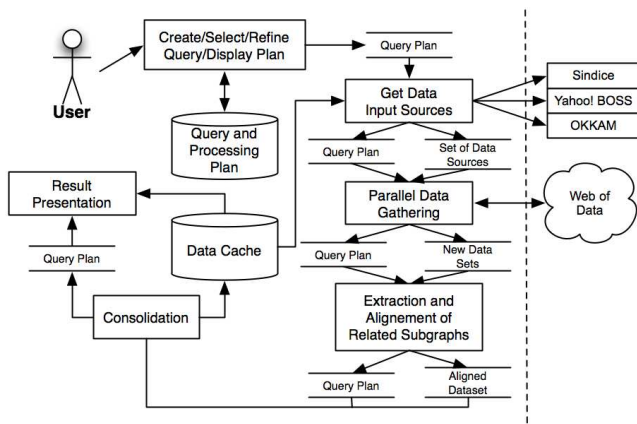 User
Create/Select/Refine
Query/Display Plan
Query Plan
Query and
Processing
Plan
Get Data
Input Sources
Sindice
Yahoo! BOSS
OKKAM
Query Plan
Set of Data
Sources
Parallel Data
Gathering
Web of
Data
Result
Presentation
Query Plan
Data Cache
Query Plan
New Data
Sets
Consolidation
Extraction and
Alignement of
Related Subgraphs
Query Plan
Aligned
Dataset